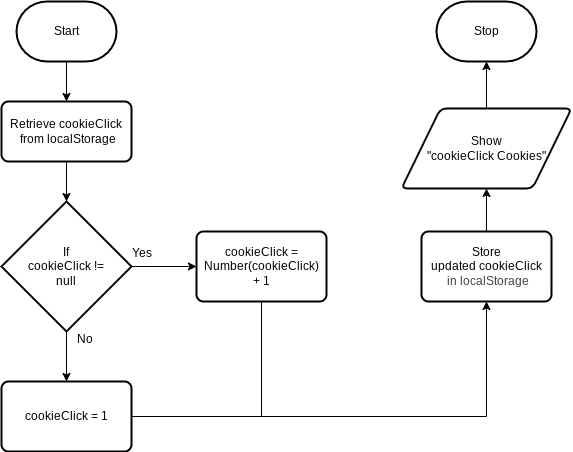 Start
Retrieve cookieClick
from localStorage
If
cookieClick !=
null
Yes
No
cookieClick =
Number(cookieClick)
+ 1
cookieClick = 1
Store
updated cookieClick
in localStorage
Show
"cookieClick Cookies"
Stop